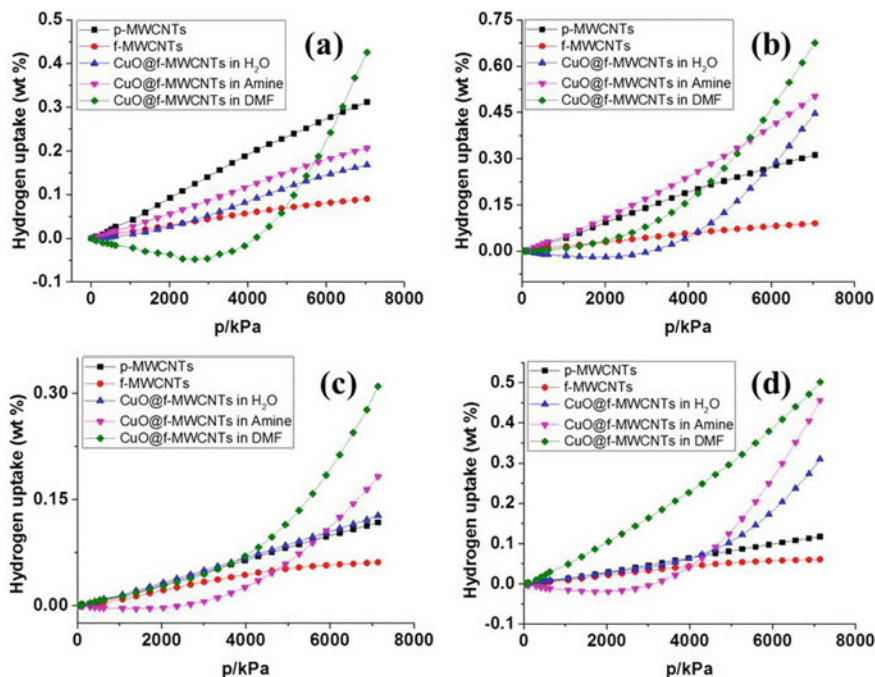 (a)
p-MWCNTs
f-MWCNTs
CuO@f-MWCNTs in H₂O
CuO@f-MWCNTs in Amine
CuO@f-MWCNTs in DMF
Hydrogen uptake (wt %)
0.5
0.4
0.3
0.2
0.1
0.0
-0.1
0 2000 4000 6000 8000
p/kPa
(b)
p-MWCNTs
f-MWCNTs
CuO@f-MWCNTs in H₂O
CuO@f-MWCNTs in Amine
CuO@f-MWCNTs in DMF
Hydrogen uptake (wt %)
0.75
0.60
0.45
0.30
0.15
0.00
0 2000 4000 6000 8000
p/kPa
(c)
p-MWCNTs
f-MWCNTs
CuO@f-MWCNTs in H₂O
CuO@f-MWCNTs in Amine
CuO@f-MWCNTs in DMF
Hydrogen uptake (wt %)
0.30
0.15
0.00
0 2000 4000 6000 8000
p/kPa
(d)
p-MWCNTs
f-MWCNTs
CuO@f-MWCNTs in H₂O
CuO@f-MWCNTs in Amine
CuO@f-MWCNTs in DMF
Hydrogen uptake (wt %)
0.5
0.4
0.3
0.2
0.1
0.0
-0.1
0 2000 4000 6000 8000
p/kPa